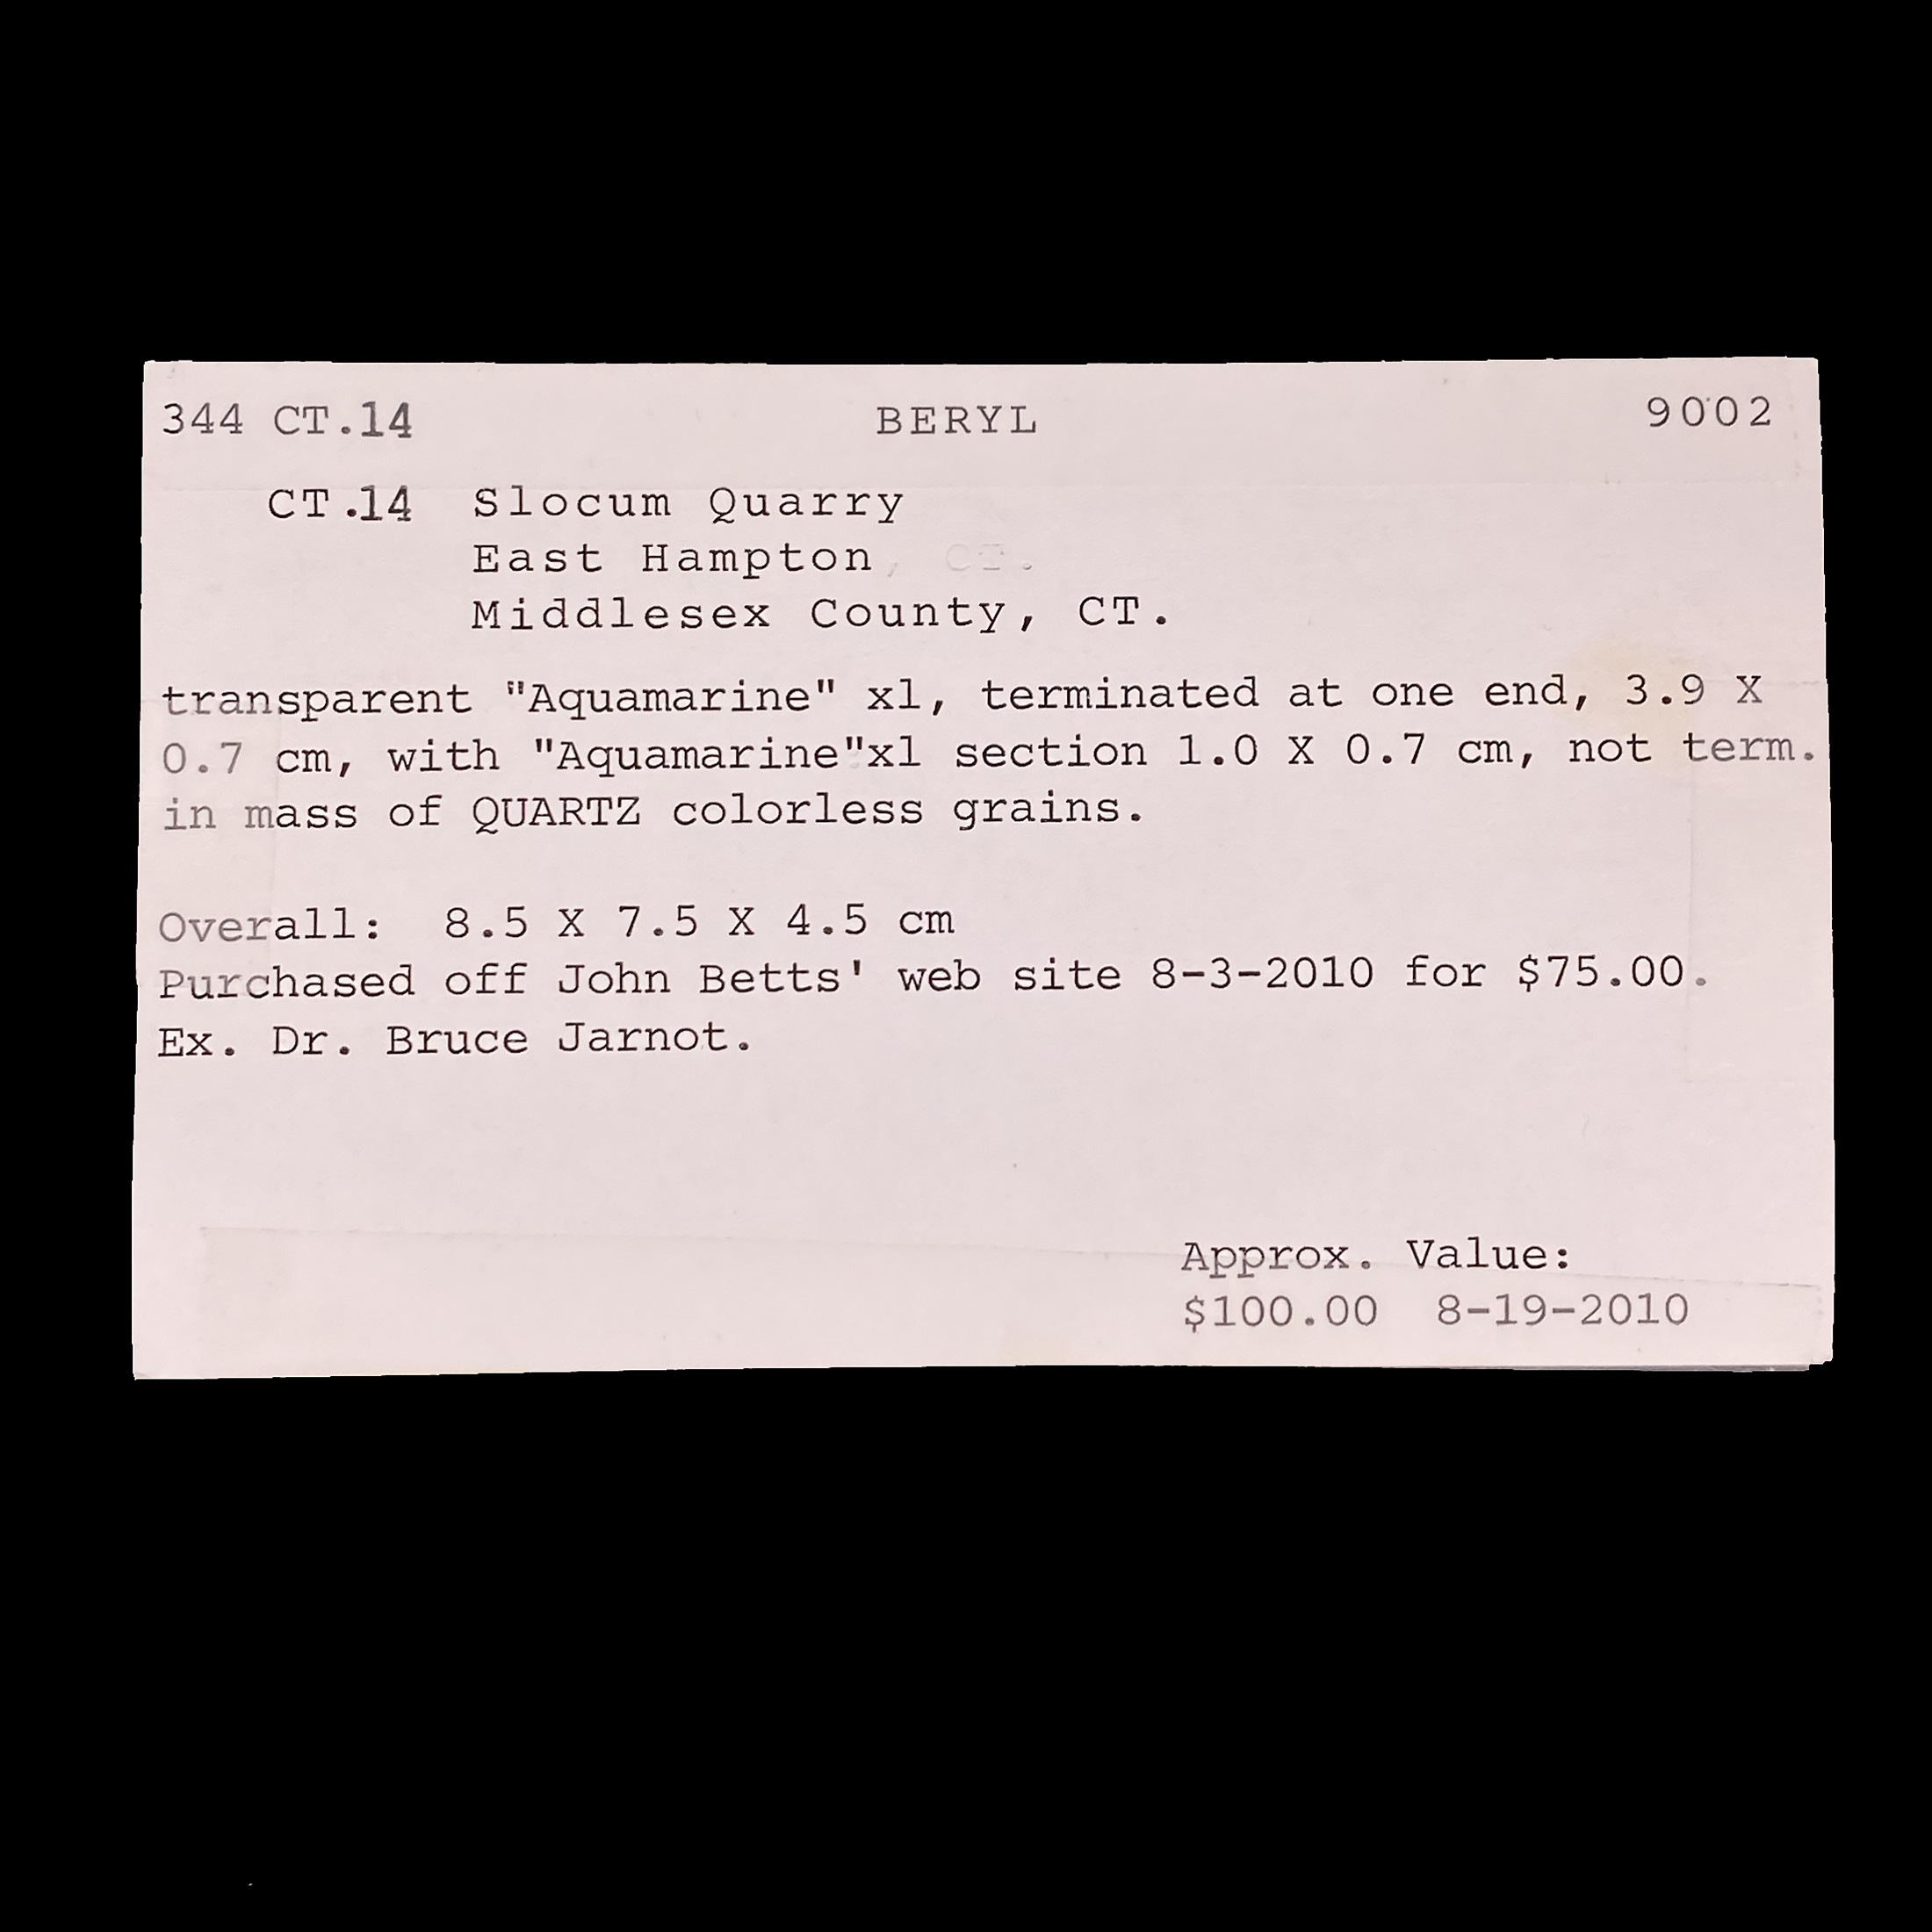 344 CT.14 BERYL 9002
CT.14 Slocum Quarry
East Hampton, CT.
Middlesex County, CT.
transparent "Aquamarine" xl, terminated at one end, 3.9 X
0.7 cm, with "Aquamarine"xl section 1.0 X 0.7 cm, not term.
in mass of QUARTZ colorless grains.
Overall: 8.5 X 7.5 X 4.5 cm
Purchased off John Betts' web site 8-3-2010 for $75.00.
Ex. Dr. Bruce Jarnot.
Approx. Value:
$100.00 8-19-2010